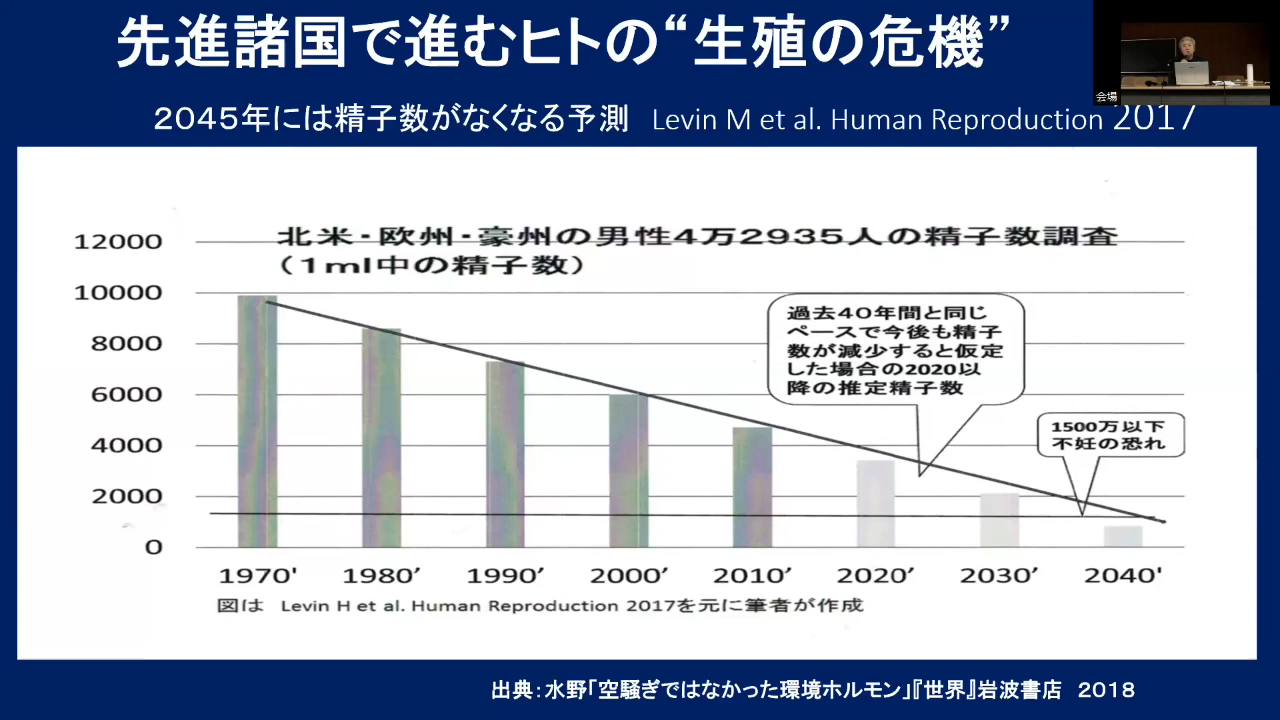 先進諸国で進むヒトの“生殖の危機”
会場
２０４５年には精子数がなくなる予測 Levin M et al. Human Reproduction 2017
北米・欧州・豪州の男性４万２９３５人の精子数調査
（１ml中の精子数）
12000
10000
8000
6000
4000
2000
0
過去４０年間と同じ
ペースで今後も精子
数が減少すると仮定
した場合の2020以
降の推定精子数
1500万以下
不妊の恐れ
1970' 1980’ 1990’ 2000’ 2010’ 2020’ 2030’ 2040'
図は Levin H et al. Human Reproduction 2017を元に筆者が作成
出典：水野「空騒ぎではなかった環境ホルモン」『世界』岩波書店 ２０１８